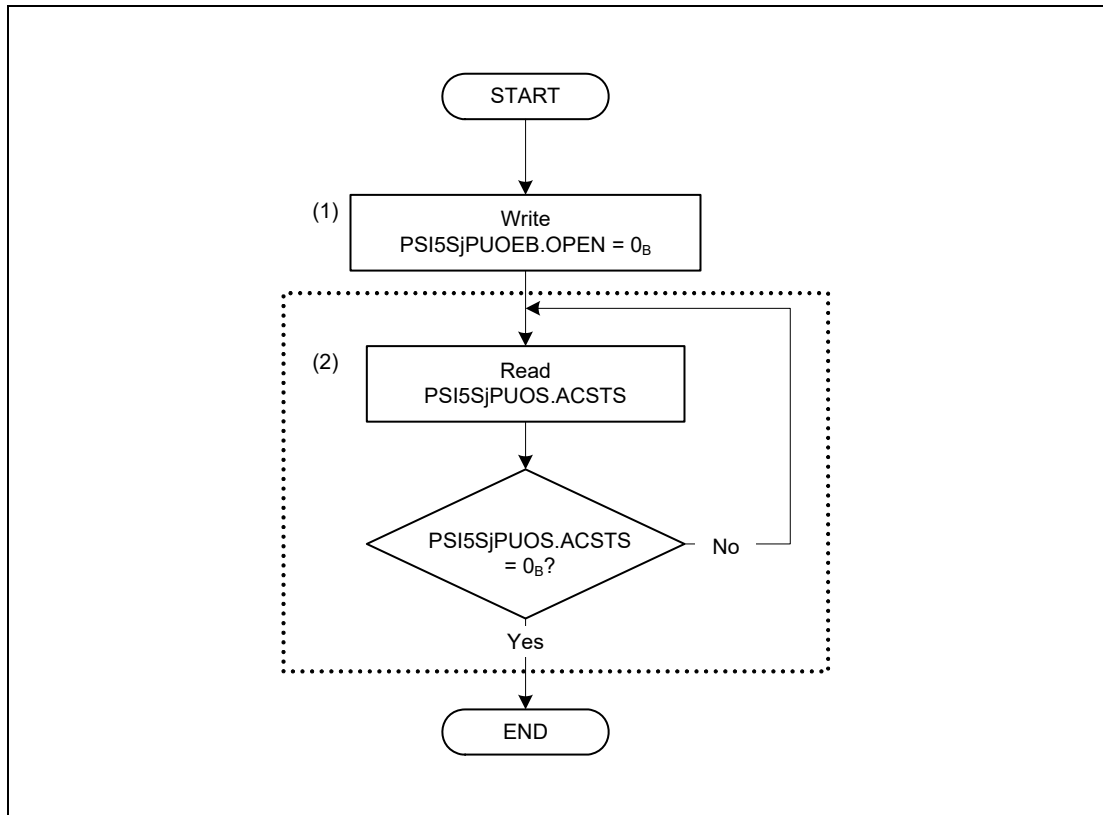 START
(1)
Write
PSI5SjPUOEB.OPEN = 0B
(2)
Read
PSI5SjPUOS.ACSTS
PSI5SjPUOS.ACSTS
= 0B?
No
Yes
END